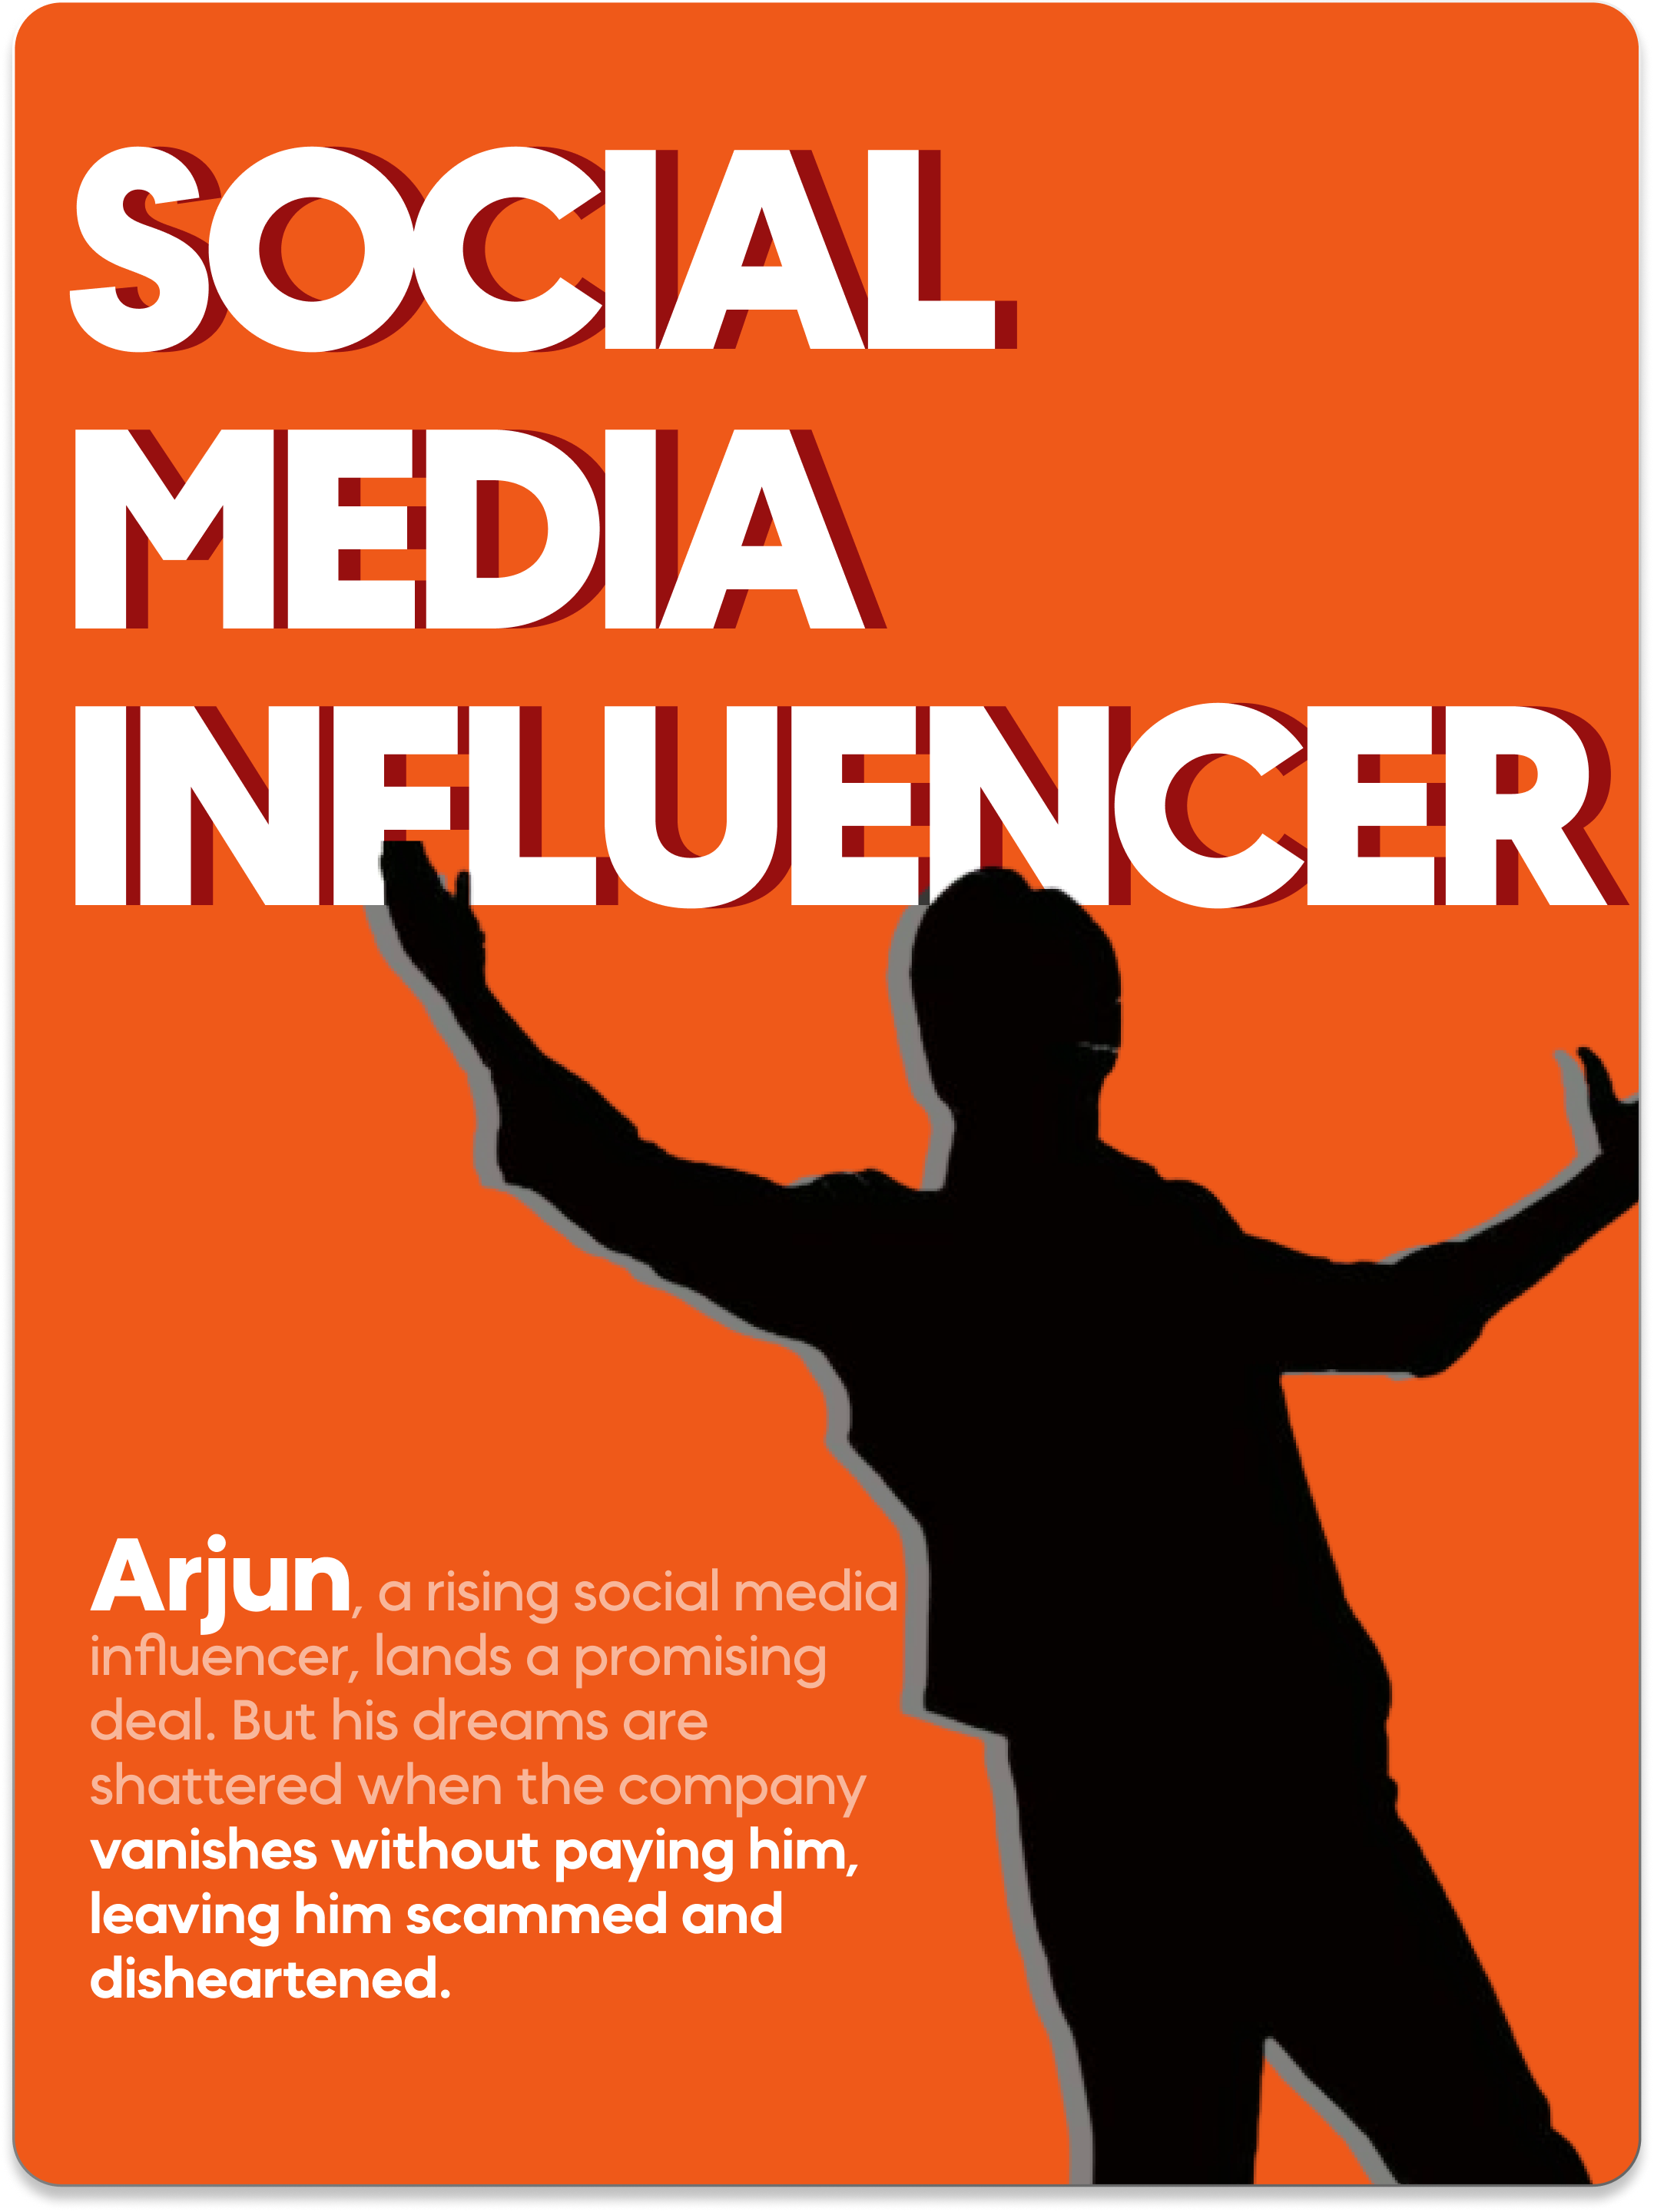 SOCIAL
MEDIA
INFLUENCER
Arjun, a rising social media
influencer, lands a promising
deal. But his dreams are
shattered when the company
vanishes without paying him,
leaving him scammed and
disheartened.